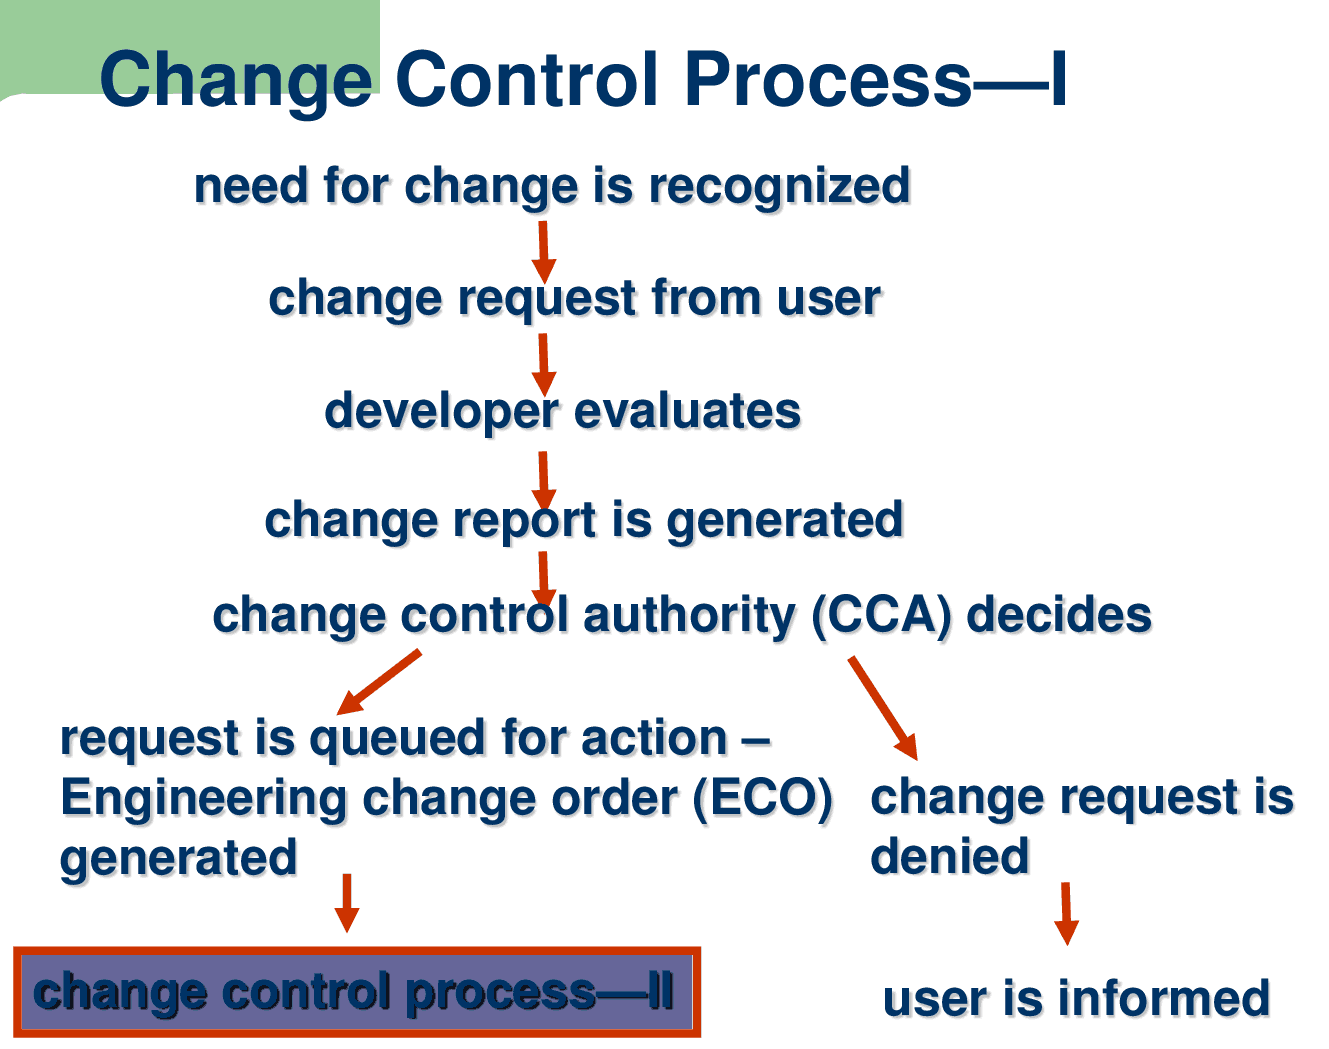 Change Control Process—I
need for change is recognized
change request from user
developer evaluates
change report is generated
change control authority (CCA) decides
request is queued for action –
Engineering change order (ECO)
generated
change request is
denied
change control process—II
user is informed